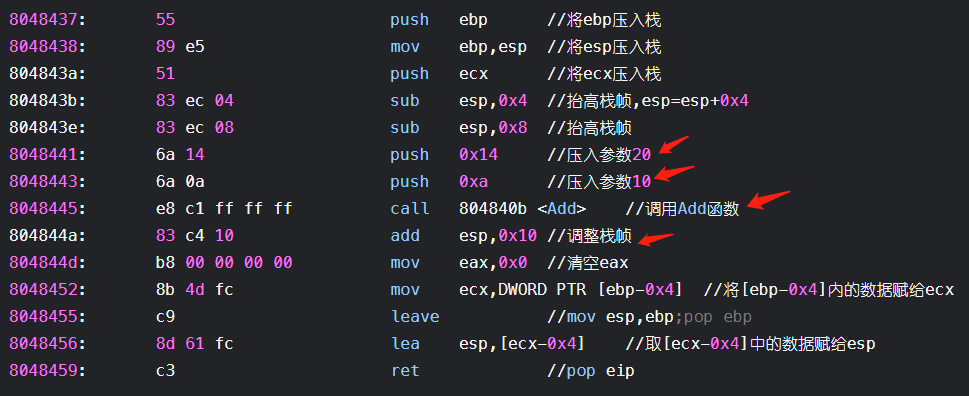 8048437: 55 push ebp //将ebp压入栈
8048438: 89 e5 mov ebp,esp //将esp压入栈
804843a: 51 push ecx //将ecx压入栈
804843b: 83 ec 04 sub esp,0x4 //抬高栈帧,esp=esp+0x4
804843e: 83 ec 08 sub esp,0x8 //抬高栈帧
8048441: 6a 14 push 0x14 //压入参数20
8048443: 6a 0a push 0xa //压入参数10
8048445: e8 c1 ff ff ff call 804840b <Add> //调用Add函数
804844a: 83 c4 10 add esp,0x10 //调整栈帧
804844d: b8 00 00 00 00 mov eax,0x0 //清空eax
8048452: 8b 4d fc mov ecx,DWORD PTR [ebp-0x4] //将[ebp-0x4]内的数据赋给ecx
8048455: c9 leave //mov esp,ebp;pop ebp
8048456: 8d 61 fc lea esp,[ecx-0x4] //取[ecx-0x4]中的数据赋给esp
8048459: c3 ret //pop eip